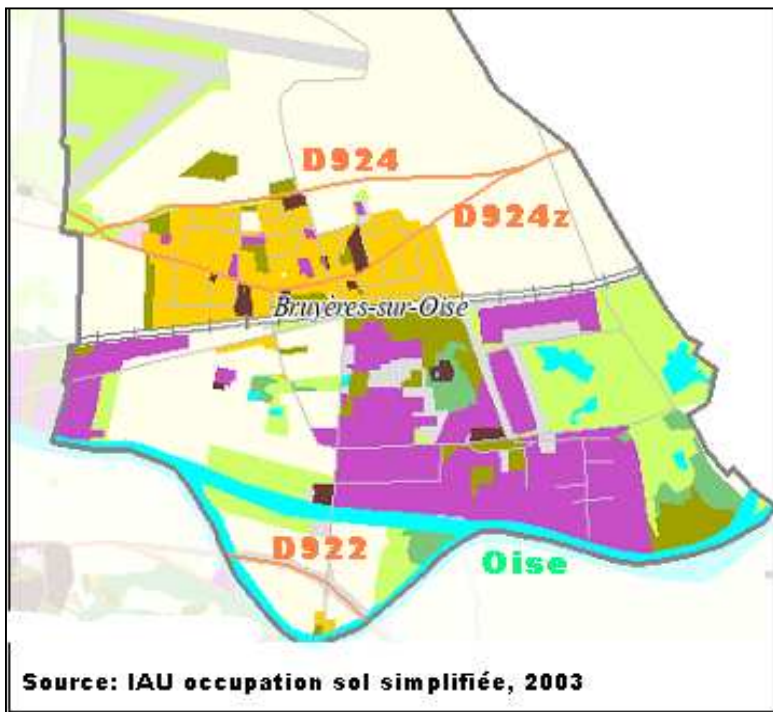 D924
D924z
Bruyères-sur-Oise
D922
Oise
Source: IAU occupation sol simplifiée, 2003